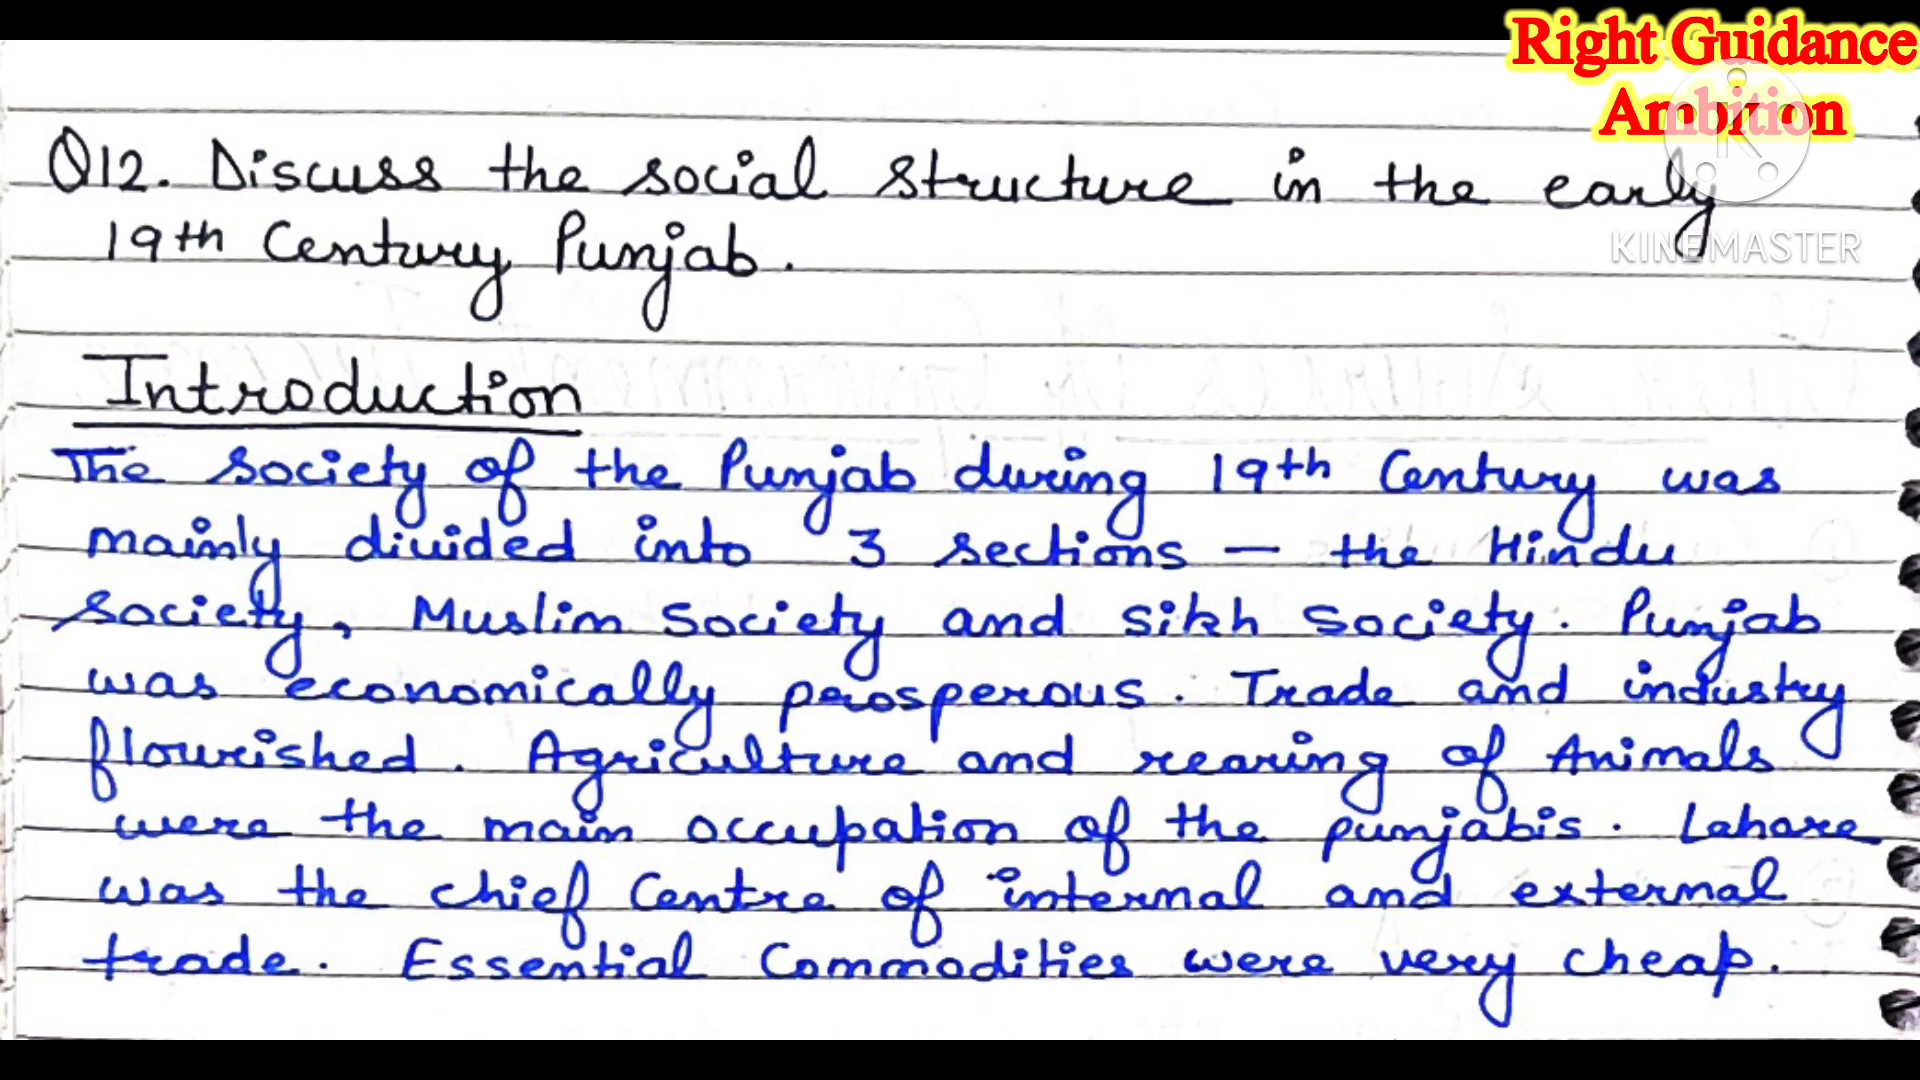 Right Guidance
Ambition
KINEMASTER
Q12. Discuss the social structure in the early
19th Century Punjab.
Introduction
The society of the Punjab during 19th Century was
mainly divided into 3 sections — the Hindu
society, Muslim society and Sikh society. Punjab
was economically prosperous. Trade and industry
flourished. Agriculture and rearing of Animals
were the main occupation of the punjabis. Lahore
was the chief centre of internal and external
trade. Essential Commodities were very cheap.